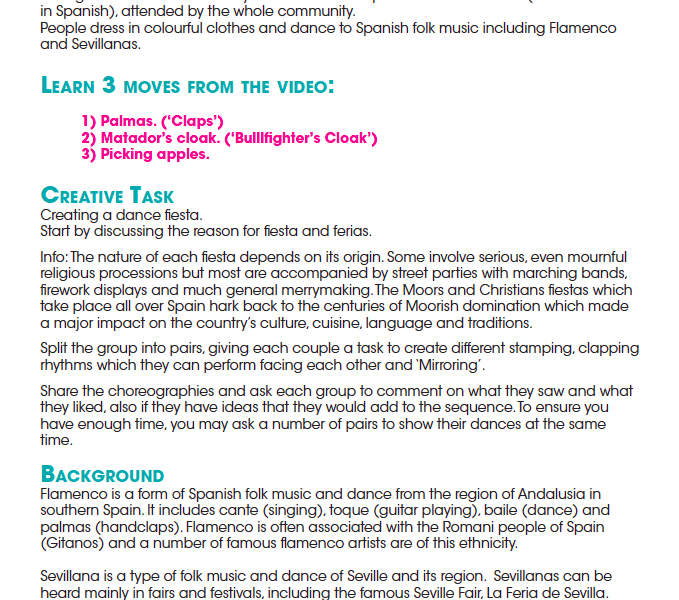 in Spanish), attended by the whole community.
People dress in colourful clothes and dance to Spanish folk music including Flamenco
and Sevillanas.
LEARN 3 MOVES FROM THE VIDEO:
1) Palmas. (‘Claps’)
2) Matador’s cloak. (‘Bulllfighter’s Cloak’)
3) Picking apples.
CREATIVE TASK
Creating a dance fiesta.
Start by discussing the reason for fiesta and ferias.
Info: The nature of each fiesta depends on its origin. Some involve serious, even mournful
religious processions but most are accompanied by street parties with marching bands,
firework displays and much general merrymaking. The Moors and Christians fiestas which
take place all over Spain hark back to the centuries of Moorish domination which made
a major impact on the country’s culture, cuisine, language and traditions.
Split the group into pairs, giving each couple a task to create different stamping, clapping
rhythms which they can perform facing each other and ‘Mirroring’.
Share the choreographies and ask each group to comment on what they saw and what
they liked, also if they have ideas that they would add to the sequence. To ensure you
have enough time, you may ask a number of pairs to show their dances at the same
time.
BACKGROUND
Flamenco is a form of Spanish folk music and dance from the region of Andalusia in
southern Spain. It includes cante (singing), toque (guitar playing), baile (dance) and
palmas (handclaps). Flamenco is often associated with the Romani people of Spain
(Gitanos) and a number of famous flamenco artists are of this ethnicity.
Sevillana is a type of folk music and dance of Seville and its region. Sevillanas can be
heard mainly in fairs and festivals, including the famous Seville Fair, La Feria de Sevilla.